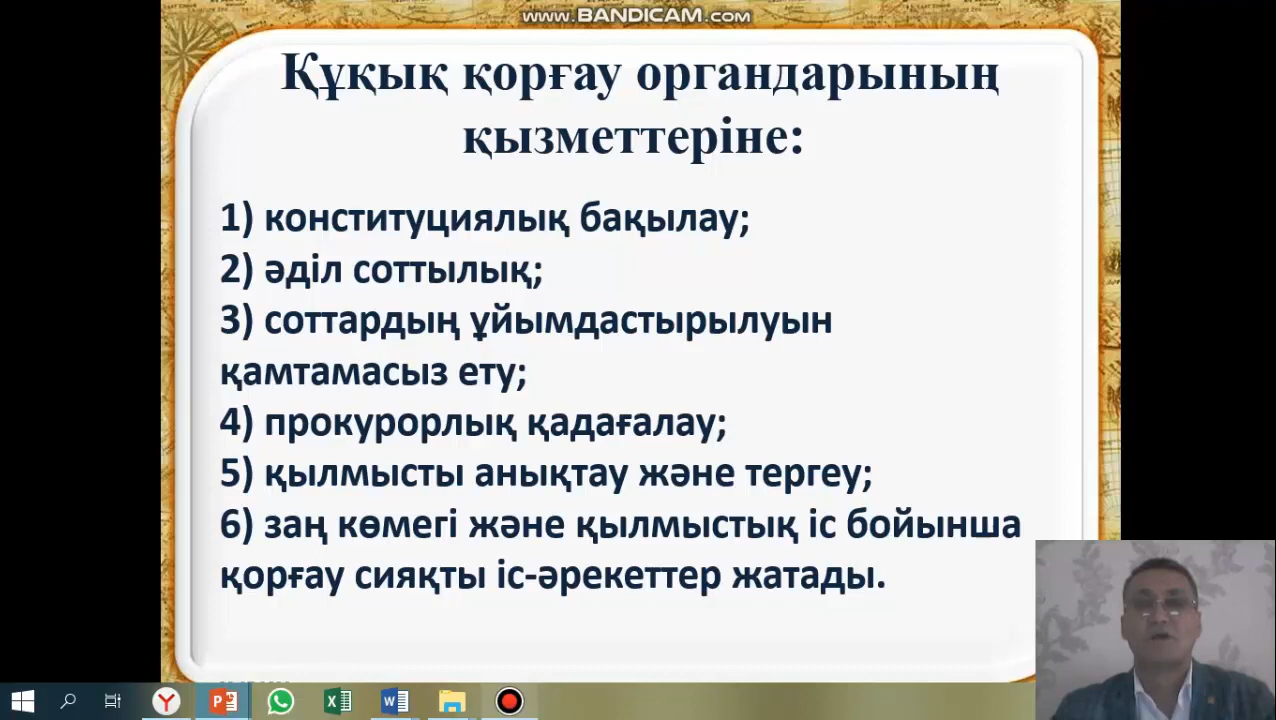 www.BANDICAM.com
Құқық қорғау органдарының
қызметтеріне:
1) конституциялық бақылау;
2) әділ соттылық;
3) соттардың ұйымдастырылуын
қамтамасыз ету;
4) прокурорлық қадағалау;
5) қылмысты анықтау және тергеу;
6) заң көмегі және қылмыстық іс бойынша
қорғау сияқты іс-әрекеттер жатады.